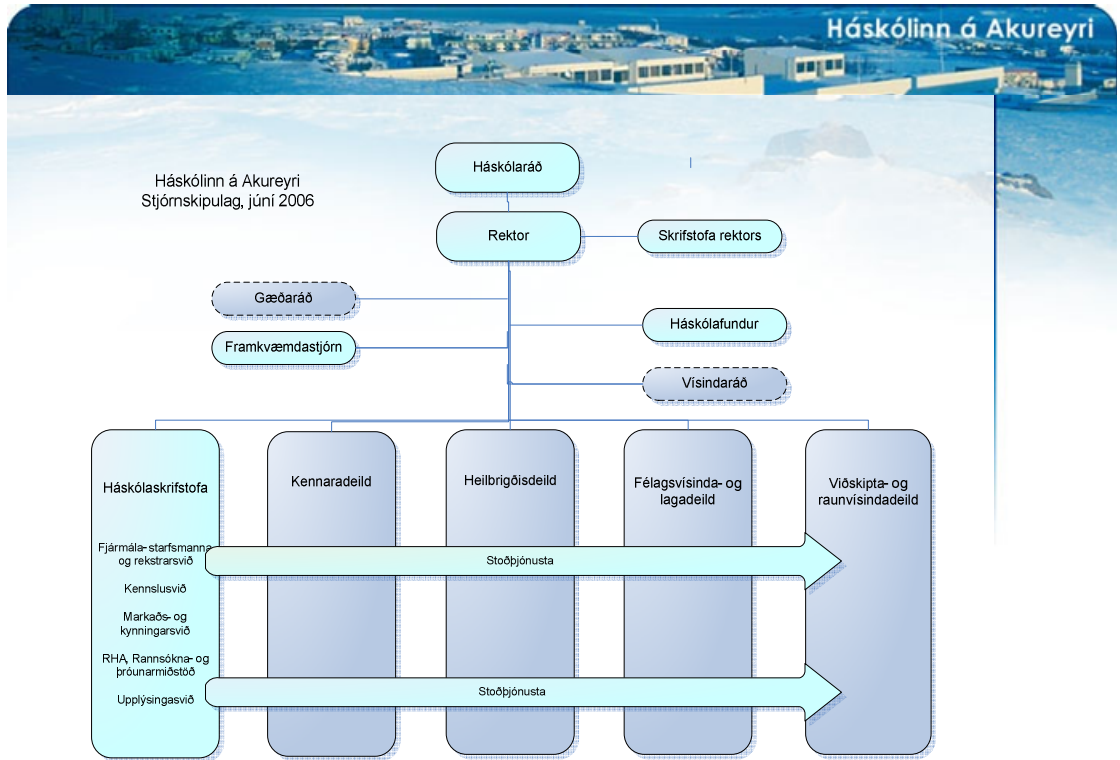 Háskólinn á Akureyri
Háskólinn á Akureyri
Stjórnskipulag, júní 2006
Háskólaráð
Rektor
Skrifstofa rektors
Gæðaráð
Háskólafundur
Framkvæmdastjórn
Vísindaráð
Háskólaskrifstofa
Fjármála-starfsmanna
og rekstrarsvið
Kennslusvið
Markaðs- og
kynningarsvið
RHA, Rannsókna- og
þróunarmiðstöð
Upplýsingasvið
Kennaradeild
Heilbrigðisdeild
Félagsvísinda- og
lagadeild
Viðskipta- og
raunvísindadeild
Stoðþjónusta
Stoðþjónusta